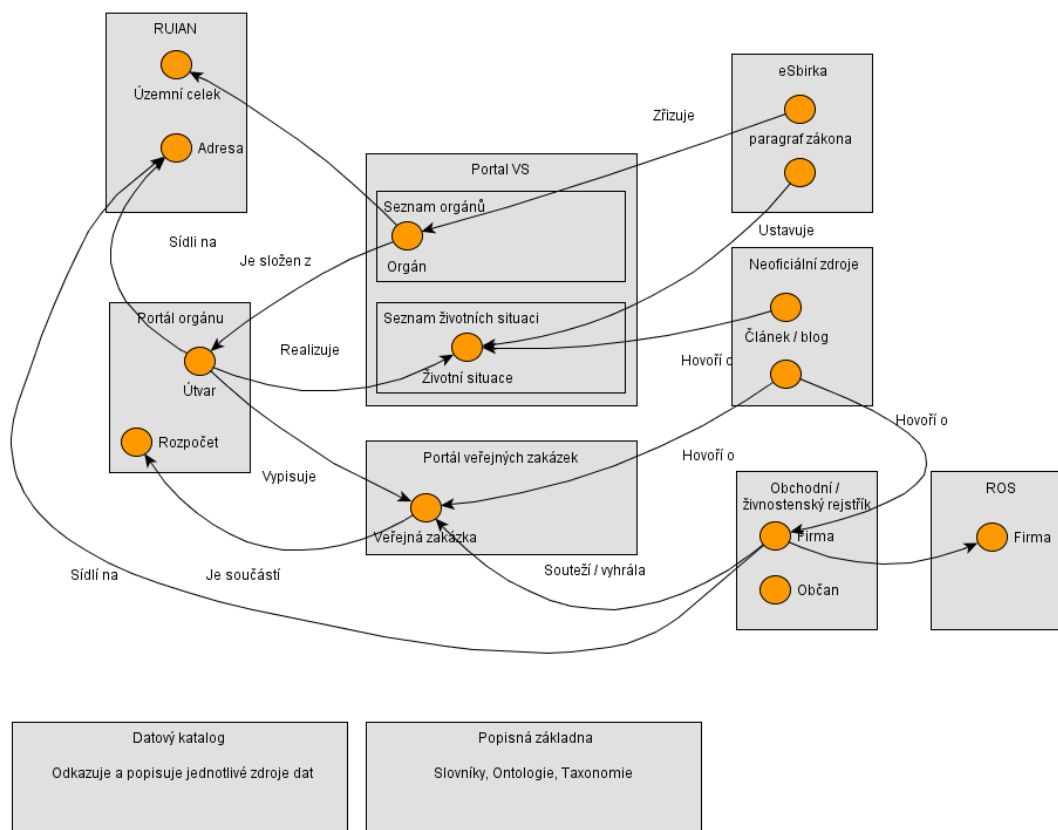 RUIAN
Územní celek
Adresa
eSbirka
paragraf zákona
Zřizuje
Portal VS
Seznam orgánů
Orgán
Sídli na
Je složen z
Ustavuje
Neoficiální zdroje
Článek / blog
Portál orgánu
Útvar
Rozpočet
Realizuje
Seznam životních situaci
Životní situace
Hovoří o
Hovoří o
Hovoří o
Vypisuje
Portál veřejných zakázek
Veřejná zakázka
Obchodní /
živnostenský rejstřík
Firma
Občan
ROS
Firma
Sídlí na
Je součástí
Souteží / vyhrála
Datový katalog
Odkazuje a popisuje jednotlivé zdroje dat
Popisná základna
Slovníky, Ontologie, Taxonomie